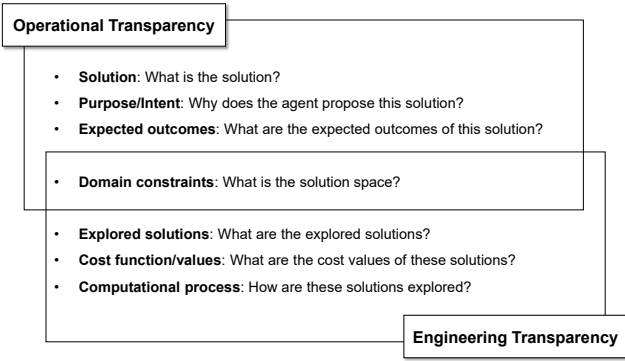 Operational Transparency
• Solution: What is the solution?
• Purpose/Intent: Why does the agent propose this solution?
• Expected outcomes: What are the expected outcomes of this solution?
• Domain constraints: What is the solution space?
• Explored solutions: What are the explored solutions?
• Cost function/values: What are the cost values of these solutions?
• Computational process: How are these solutions explored?
Engineering Transparency